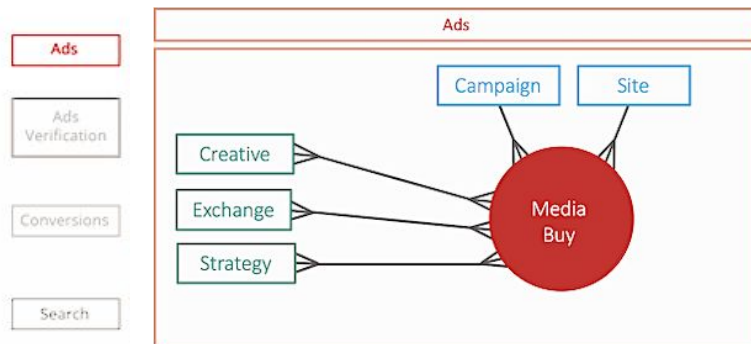 Ads
Ads
Verification
Conversions
Search
Ads
Campaign
Site
Creative
Exchange
Strategy
Media
Buy